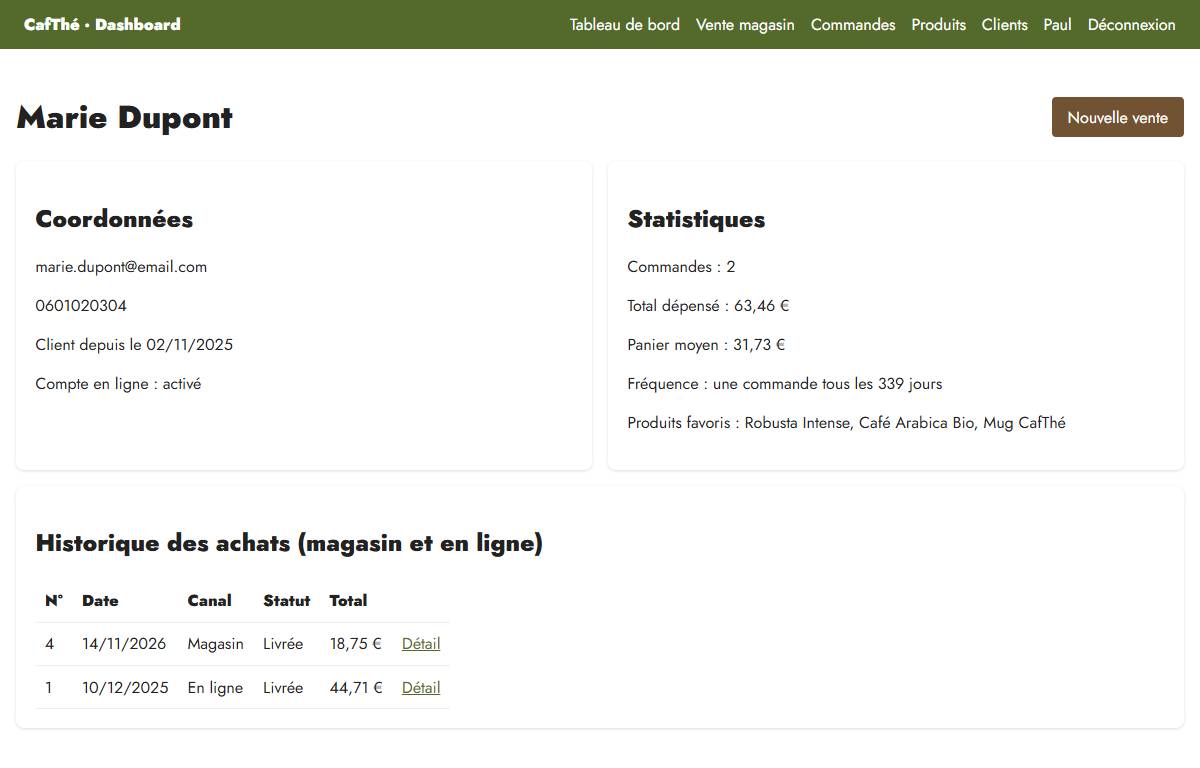 CafThé · Dashboard
Tableau de bord Vente magasin Commandes Produits Clients Paul Déconnexion
Marie Dupont
Nouvelle vente
Coordonnées
marie.dupont@email.com
0601020304
Client depuis le 02/11/2025
Compte en ligne : activé
Statistiques
Commandes : 2
Total dépensé : 63,46 €
Panier moyen : 31,73 €
Fréquence : une commande tous les 339 jours
Produits favoris : Robusta Intense, Café Arabica Bio, Mug CafThé
Historique des achats (magasin et en ligne)
N° Date Canal Statut Total
4 14/11/2026 Magasin Livrée 18,75 € Détail
1 10/12/2025 En ligne Livrée 44,71 € Détail